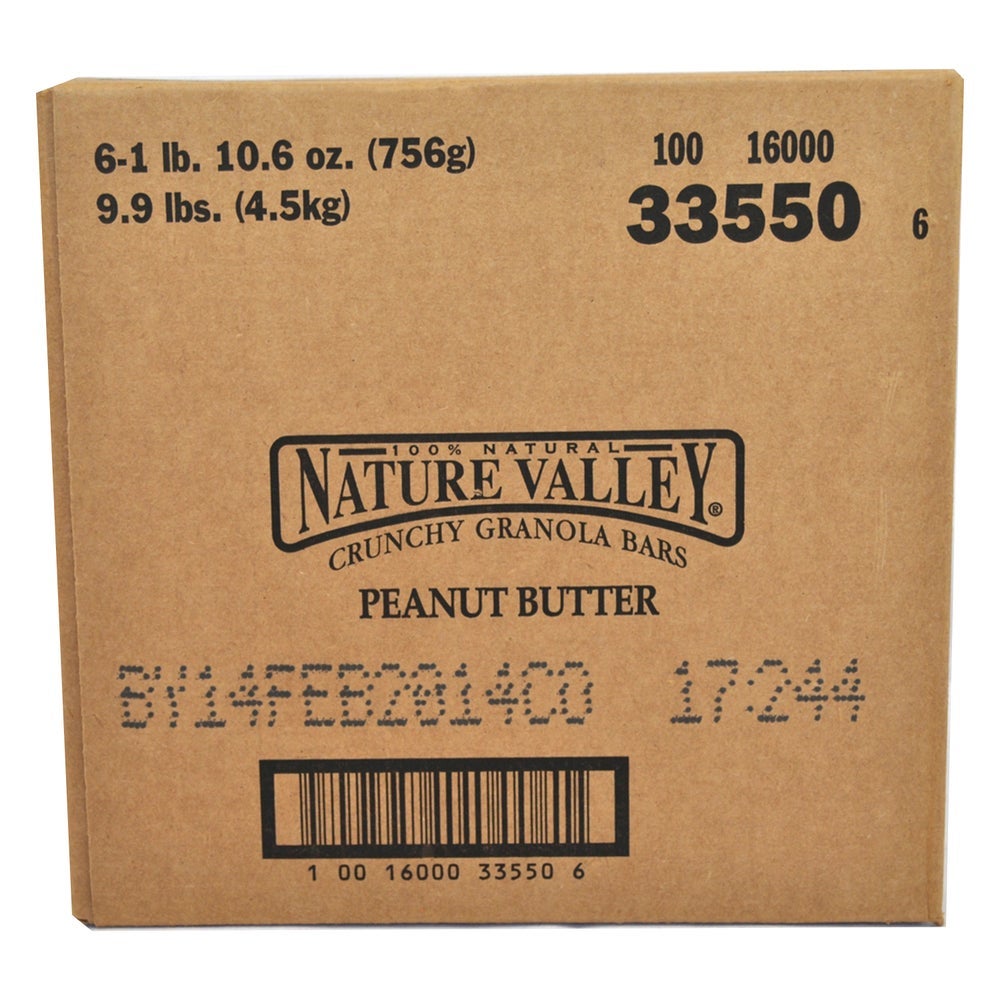 6-1 lb. 10.6 oz. (756g)
9.9 lbs. (4.5kg)
100 16000
33550 6
100% NATURAL
NATURE VALLEY®
CRUNCHY GRANOLA BARS
PEANUT BUTTER
BY14FEB2014CO 17:244
1 00 16000 33550 6